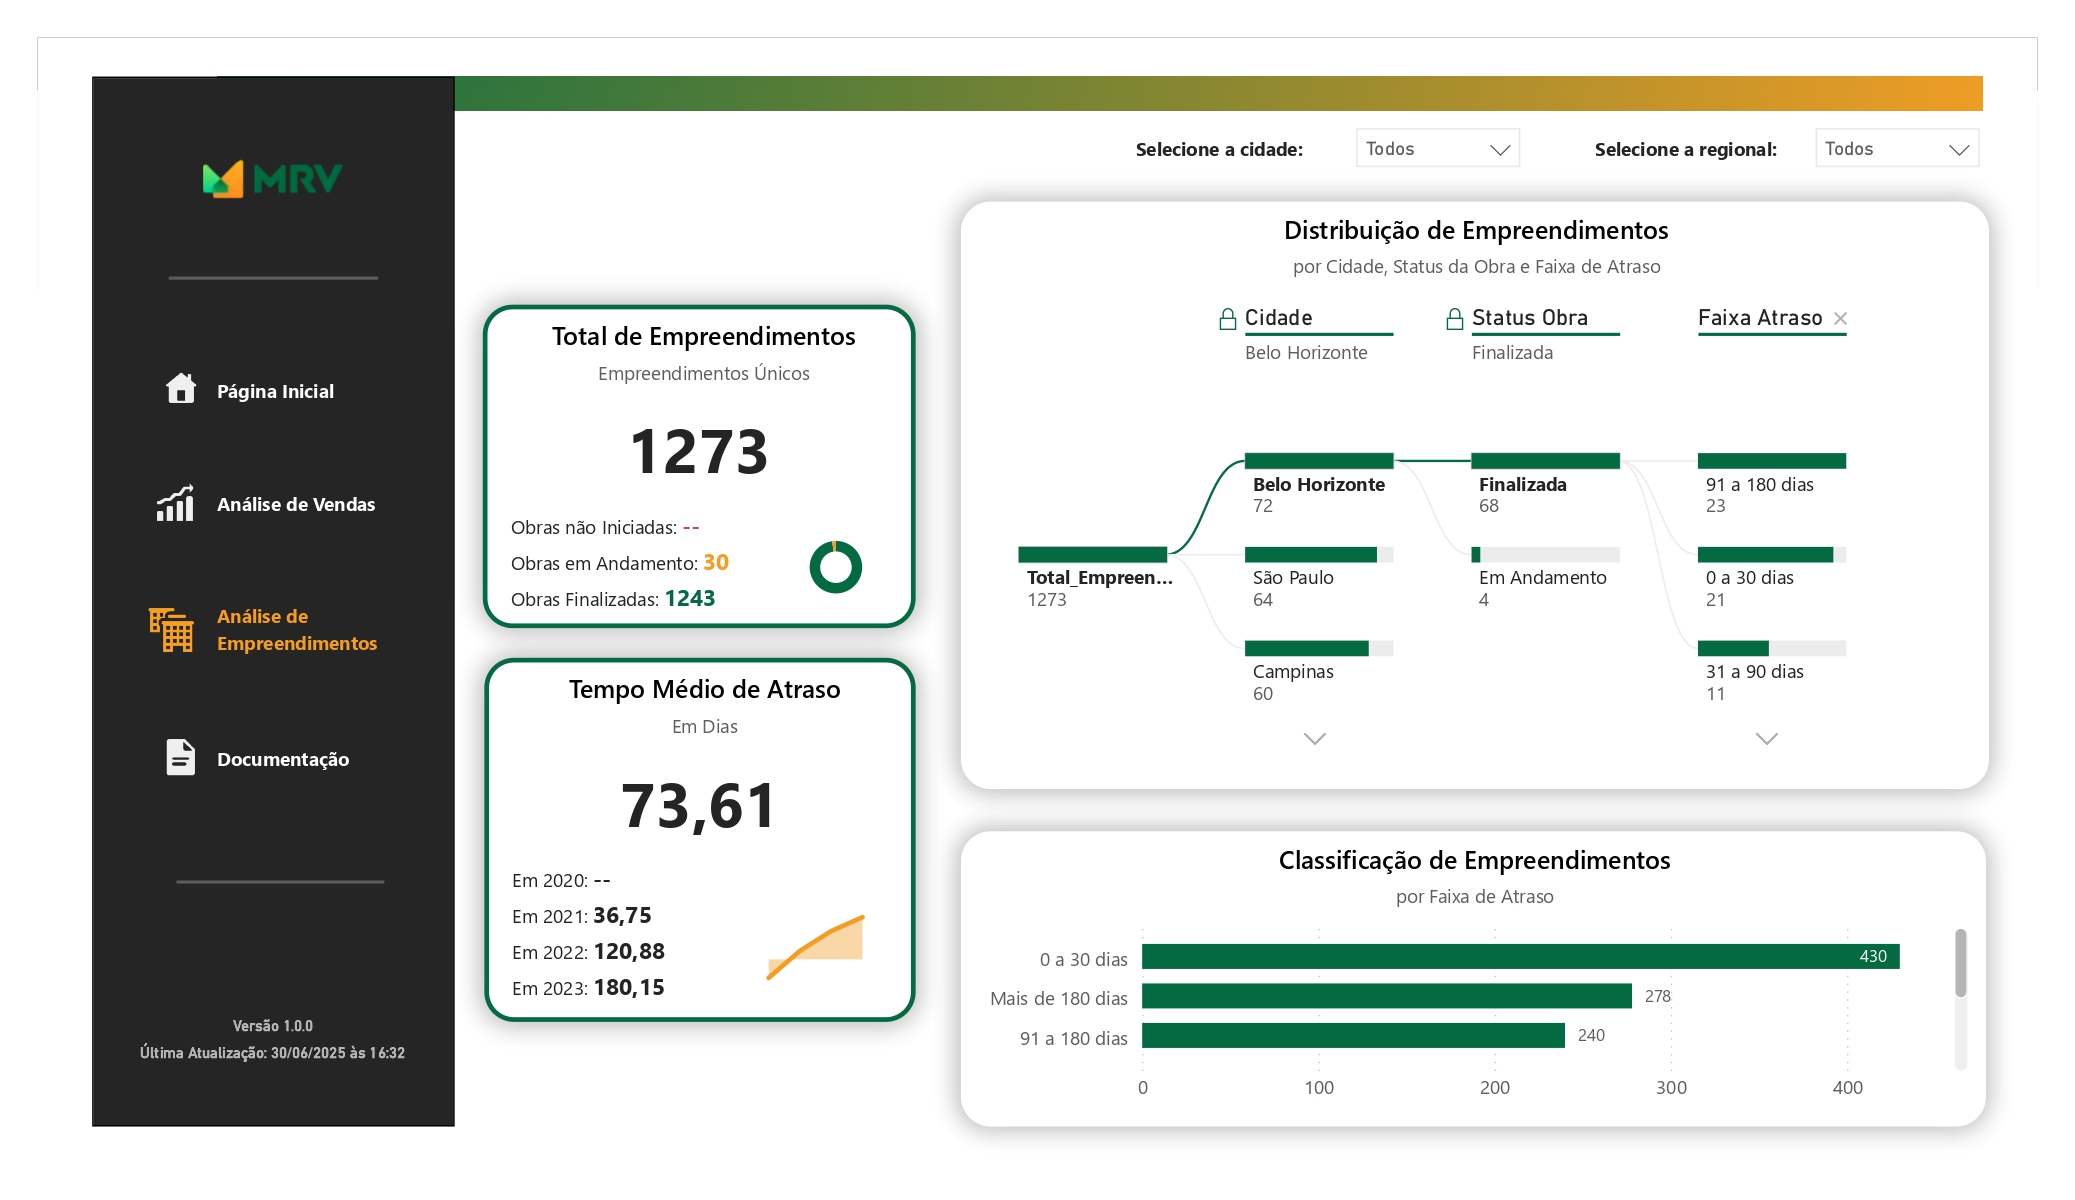 MRV
Página Inicial
Análise de Vendas
Análise de
Empreendimentos
Documentação
Versão 1.0.0
Última Atualização: 30/06/2025 às 16:32
Selecione a cidade:
Todos
Selecione a regional:
Todos
Total de Empreendimentos
Empreendimentos Únicos
1273
Obras não Iniciadas: --
Obras em Andamento: 30
Obras Finalizadas: 1243
Tempo Médio de Atraso
Em Dias
73,61
Em 2020: --
Em 2021: 36,75
Em 2022: 120,88
Em 2023: 180,15
Distribuição de Empreendimentos
por Cidade, Status da Obra e Faixa de Atraso
Cidade
Belo Horizonte
Status Obra
Finalizada
Faixa Atraso
Total_Empreen...
1273
Belo Horizonte
72
São Paulo
64
Campinas
60
Finalizada
68
Em Andamento
4
91 a 180 dias
23
0 a 30 dias
21
31 a 90 dias
11
Classificação de Empreendimentos
por Faixa de Atraso
0 a 30 dias 430
Mais de 180 dias 278
91 a 180 dias 240
0 100 200 300 400